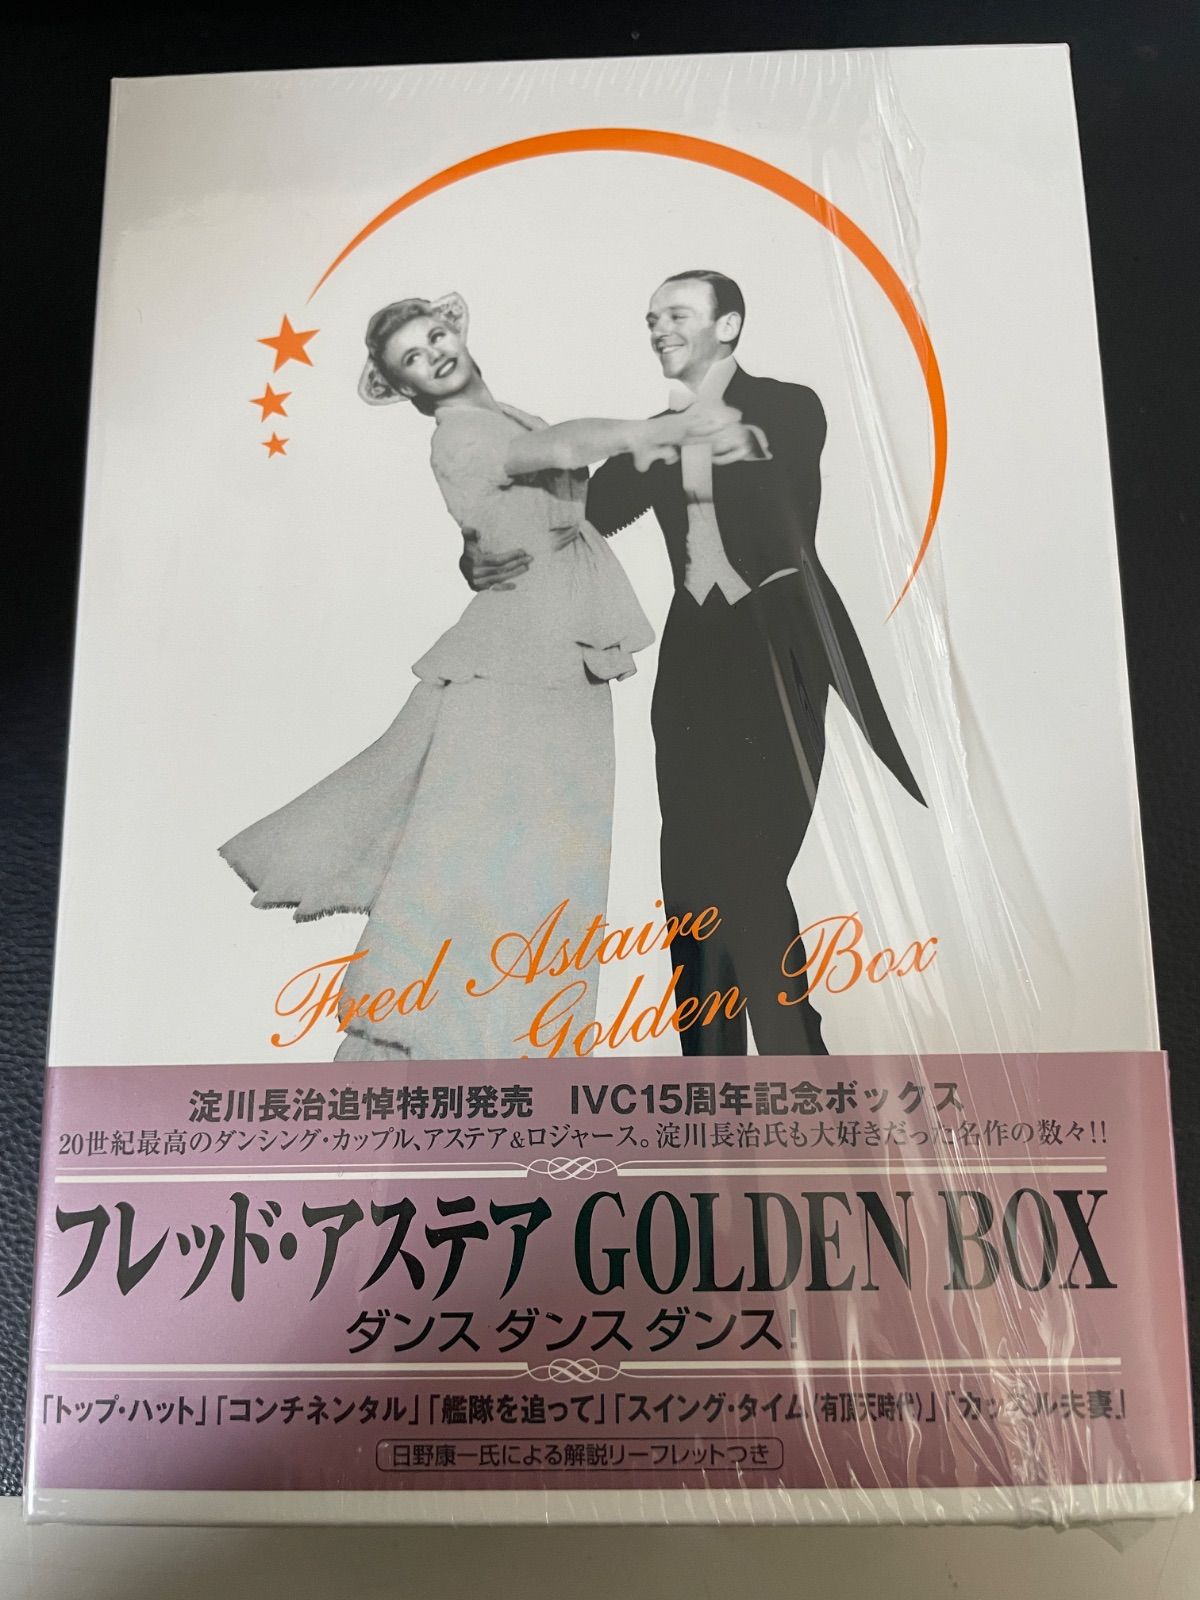 Fred Astaire
Golden Box
淀川長治追悼特別発売 IVC15周年記念ボックス
20世紀最高のダンシング・カップル、アステア&ロジャース。淀川長治氏も大好きだった名作の数々!!
フレッド・アステア GOLDEN BOX
ダンス ダンス ダンス!
「トップ・ハット」「コンチネンタル」「艦隊を追って」「スイング・タイム(有頂天時代)」「カッスル夫妻」
日野康一氏による解説リーフレットつき